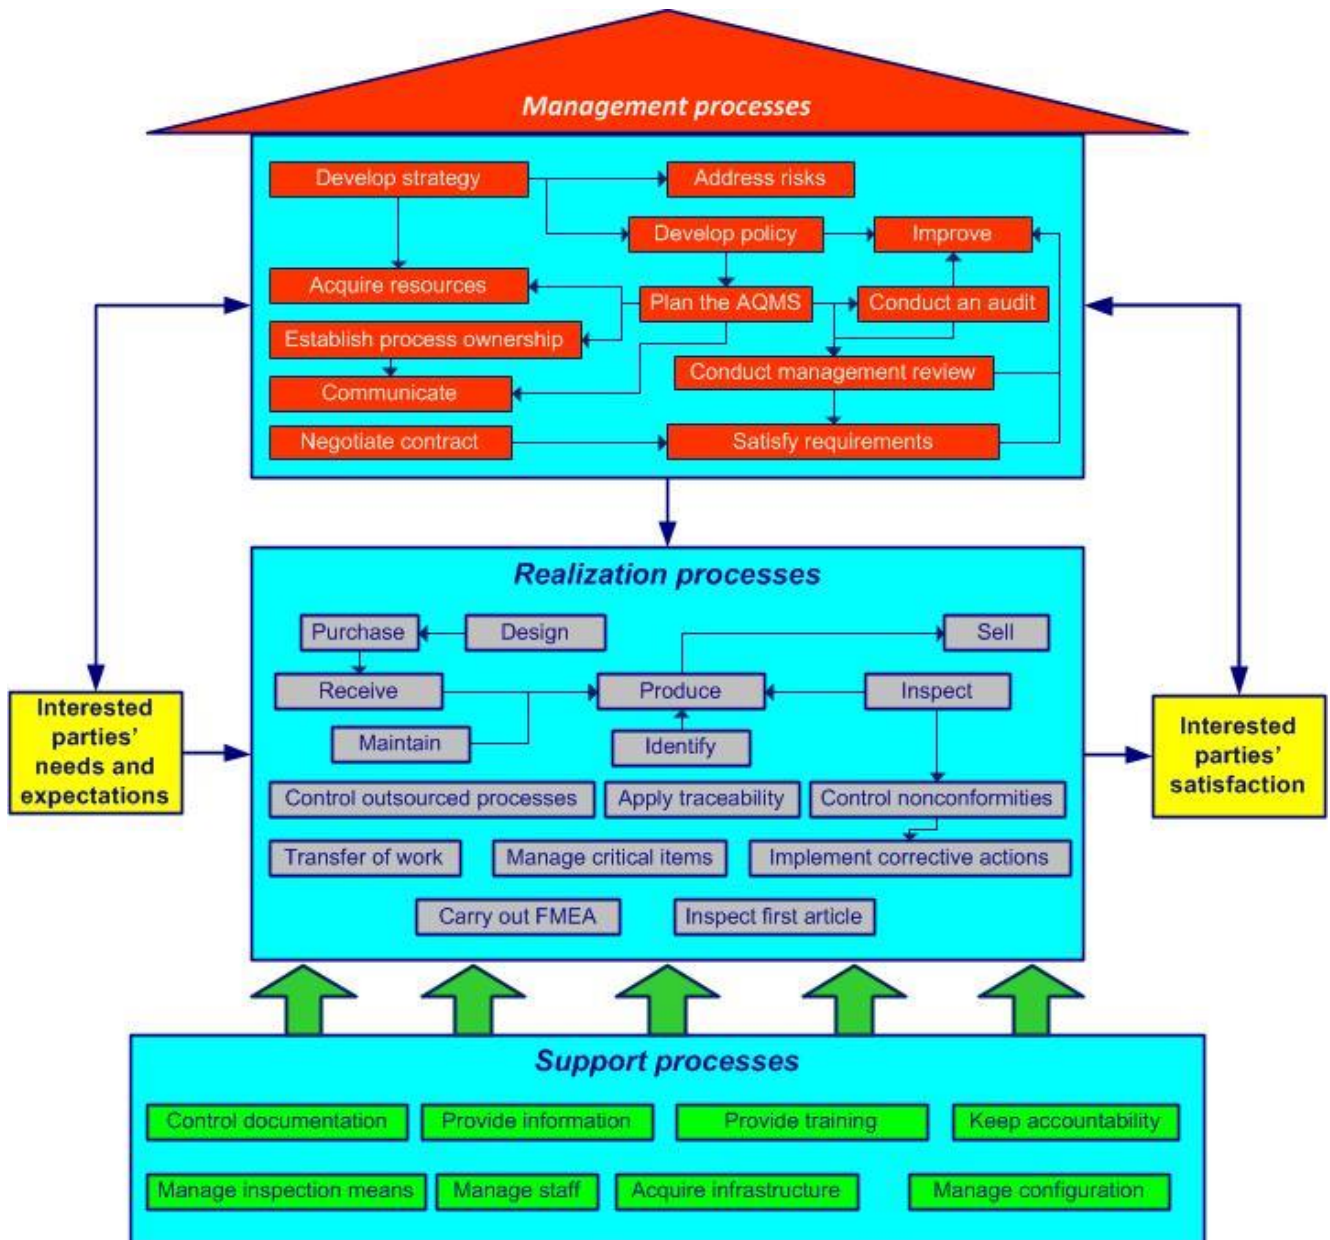 Management processes
Develop strategy
Address risks
Develop policy
Improve
Acquire resources
Plan the AQMS
Conduct an audit
Establish process ownership
Conduct management review
Communicate
Negotiate contract
Satisfy requirements
Realization processes
Purchase
Design
Sell
Receive
Produce
Inspect
Maintain
Identify
Interested
parties’
needs and
expectations
Interested
parties’
satisfaction
Control outsourced processes
Apply traceability
Control nonconformities
Transfer of work
Manage critical items
Implement corrective actions
Carry out FMEA
Inspect first article
Support processes
Control documentation
Provide information
Provide training
Keep accountability
Manage inspection means
Manage staff
Acquire infrastructure
Manage configuration